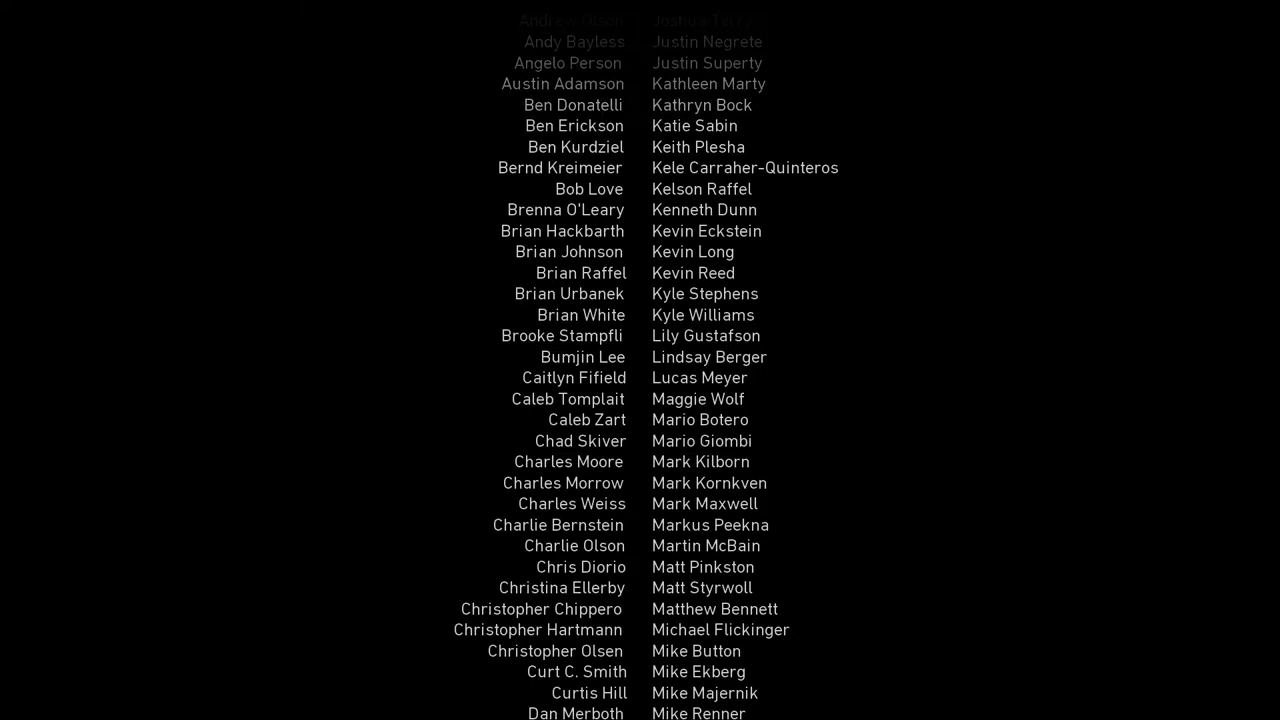 Andrew Olson Joshua Terry
Andy Bayless Justin Negrete
Angelo Person Justin Superty
Austin Adamson Kathleen Marty
Ben Donatelli Kathryn Bock
Ben Erickson Katie Sabin
Ben Kurdziel Keith Plesha
Bernd Kreimeier Kele Carraher-Quinteros
Bob Love Kelson Raffel
Brenna O'Leary Kenneth Dunn
Brian Hackbarth Kevin Eckstein
Brian Johnson Kevin Long
Brian Raffel Kevin Reed
Brian Urbanek Kyle Stephens
Brian White Kyle Williams
Brooke Stampfli Lily Gustafson
Bumjin Lee Lindsay Berger
Caitlyn Fifield Lucas Meyer
Caleb Tomplait Maggie Wolf
Caleb Zart Mario Botero
Chad Skiver Mario Giombi
Charles Moore Mark Kilborn
Charles Morrow Mark Kornkven
Charles Weiss Mark Maxwell
Charlie Bernstein Markus Peekna
Charlie Olson Martin McBain
Chris Diorio Matt Pinkston
Christina Ellerby Matt Styrwoll
Christopher Chippero Matthew Bennett
Christopher Hartmann Michael Flickinger
Christopher Olsen Mike Button
Curt C. Smith Mike Ekberg
Curtis Hill Mike Majernik
Dan Merboth Mike Renner